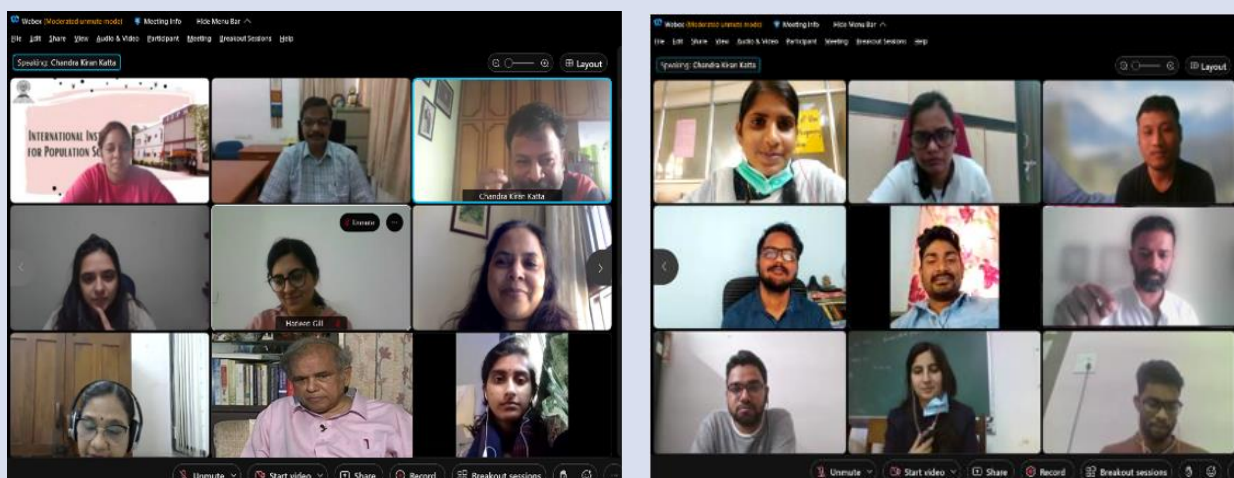 Webex (Moderated unmute mode) Meeting Info Hide Menu Bar
File Edit Share View Audio & Video Participant Meeting Breakout Sessions Help
Speaking: Chandra Kiran Katta
Layout
INTERNATIONAL INS
FOR POPULATION SC
Chandra Kiran Katta
Unmute
Gill
Unmute Start video Share Record Breakout sessions
Webex (Moderated unmute mode) Meeting Info Hide Menu Bar
File Edit Share View Audio & Video Participant Meeting Breakout Sessions Help
Speaking: Chandra Kiran Katta
Layout
Unmute Start video Share Record Breakout sessions